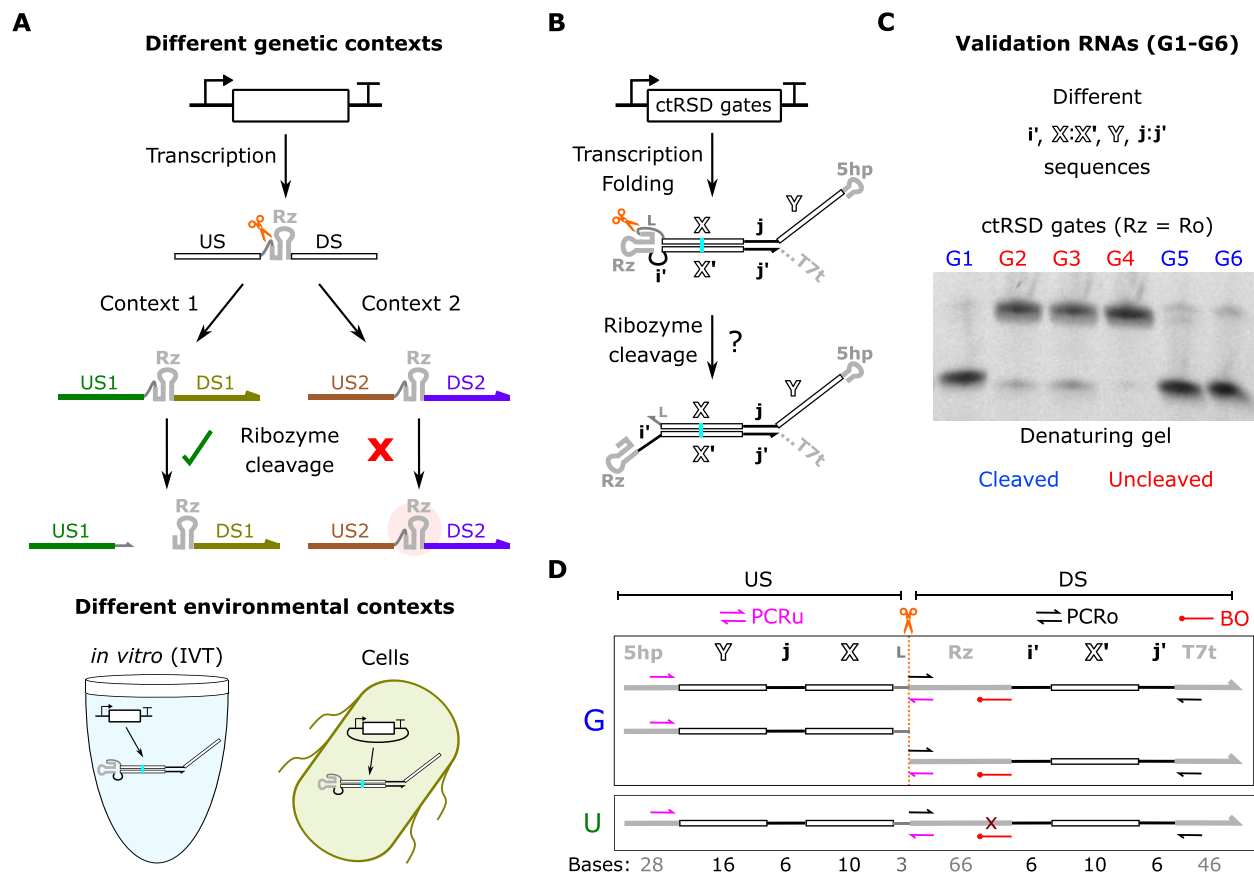 A
Different genetic contexts
Transcription
Rz
US
DS
Context 1
Context 2
Rz
US1
DS1
Rz
US2
DS2
Ribozyme
cleavage
X
Rz
US1
DS1
Rz
US2
DS2
Different environmental contexts
in vitro (IVT)
Cells
B
ctRSD gates
Transcription
Folding
5hp
Y
L
X
j
Rz
i'
X'
j'
T7t
Ribozyme
cleavage
?
5hp
Y
L
X
j
i'
X'
j'
T7t
Rz
C
Validation RNAs (G1-G6)
Different
i', X:X', Y, j:j'
sequences
ctRSD gates (Rz = Ro)
G1 G2 G3 G4 G5 G6
Denaturing gel
Cleaved Uncleaved
D
US DS
PCRu PCRo BO
5hp Y j X L Rz i' X' j' T7t
G
U
X
Bases: 28 16 6 10 3 66 6 10 6 46